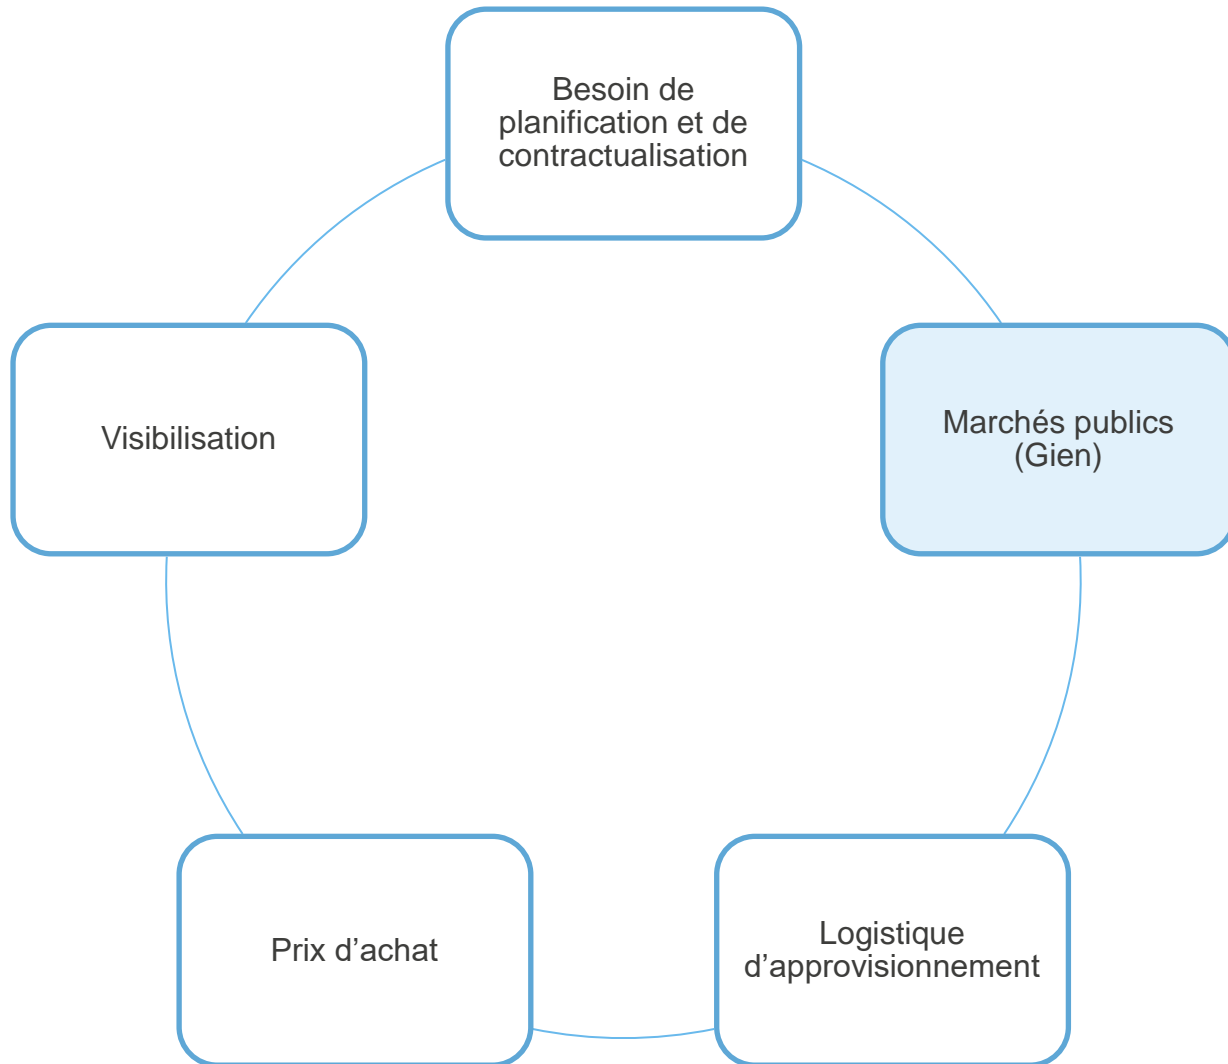 Besoin de
planification et de
contractualisation
Marchés publics
(Gien)
Logistique
d’approvisionnement
Prix d’achat
Visibilisation